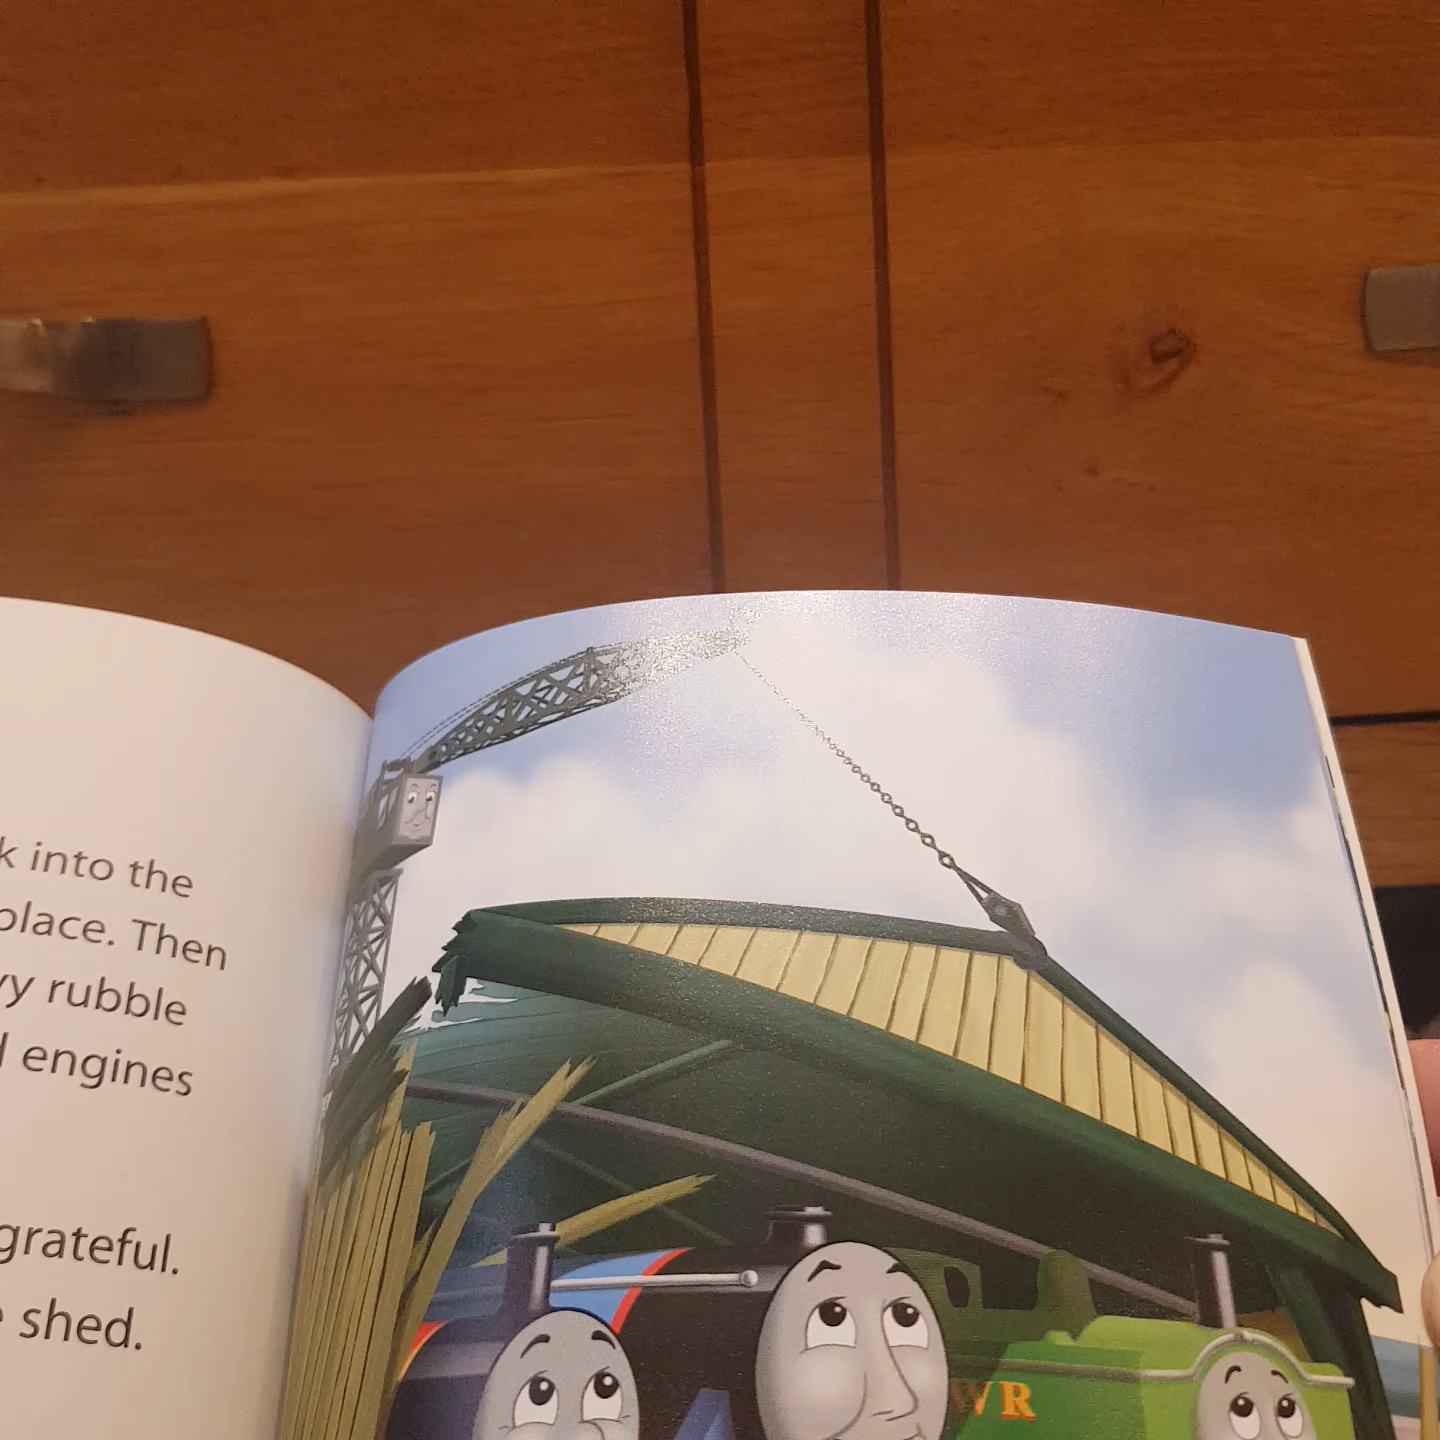 into the
place. Then
rubble
engines
grateful.
shed.
WR